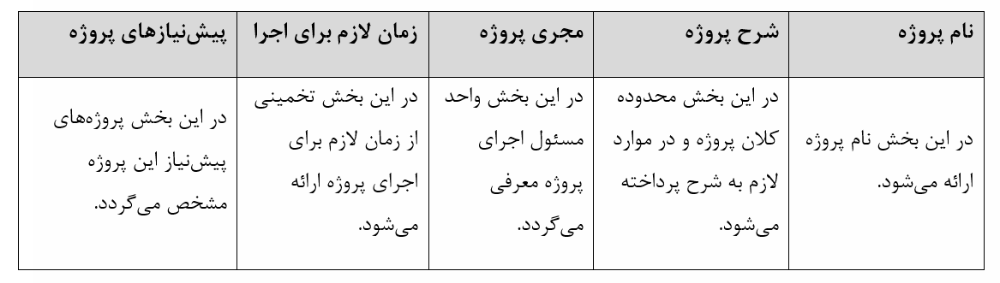 نام پروژه
شرح پروژه
مجری پروژه
زمان لازم برای اجرا
پیش‌نیازهای پروژه
در این بخش نام پروژه
ارائه می‌شود.
در این بخش محدوده
کلان پروژه و در موارد
لازم به شرح پرداخته
می‌شود.
در این بخش واحد
مسئول اجرای
پروژه معرفی
می‌گردد.
در این بخش تخمینی
از زمان لازم برای
اجرای پروژه ارائه
می‌شود.
در این بخش پروژه‌های
پیش‌نیاز این پروژه
مشخص می‌گردد.